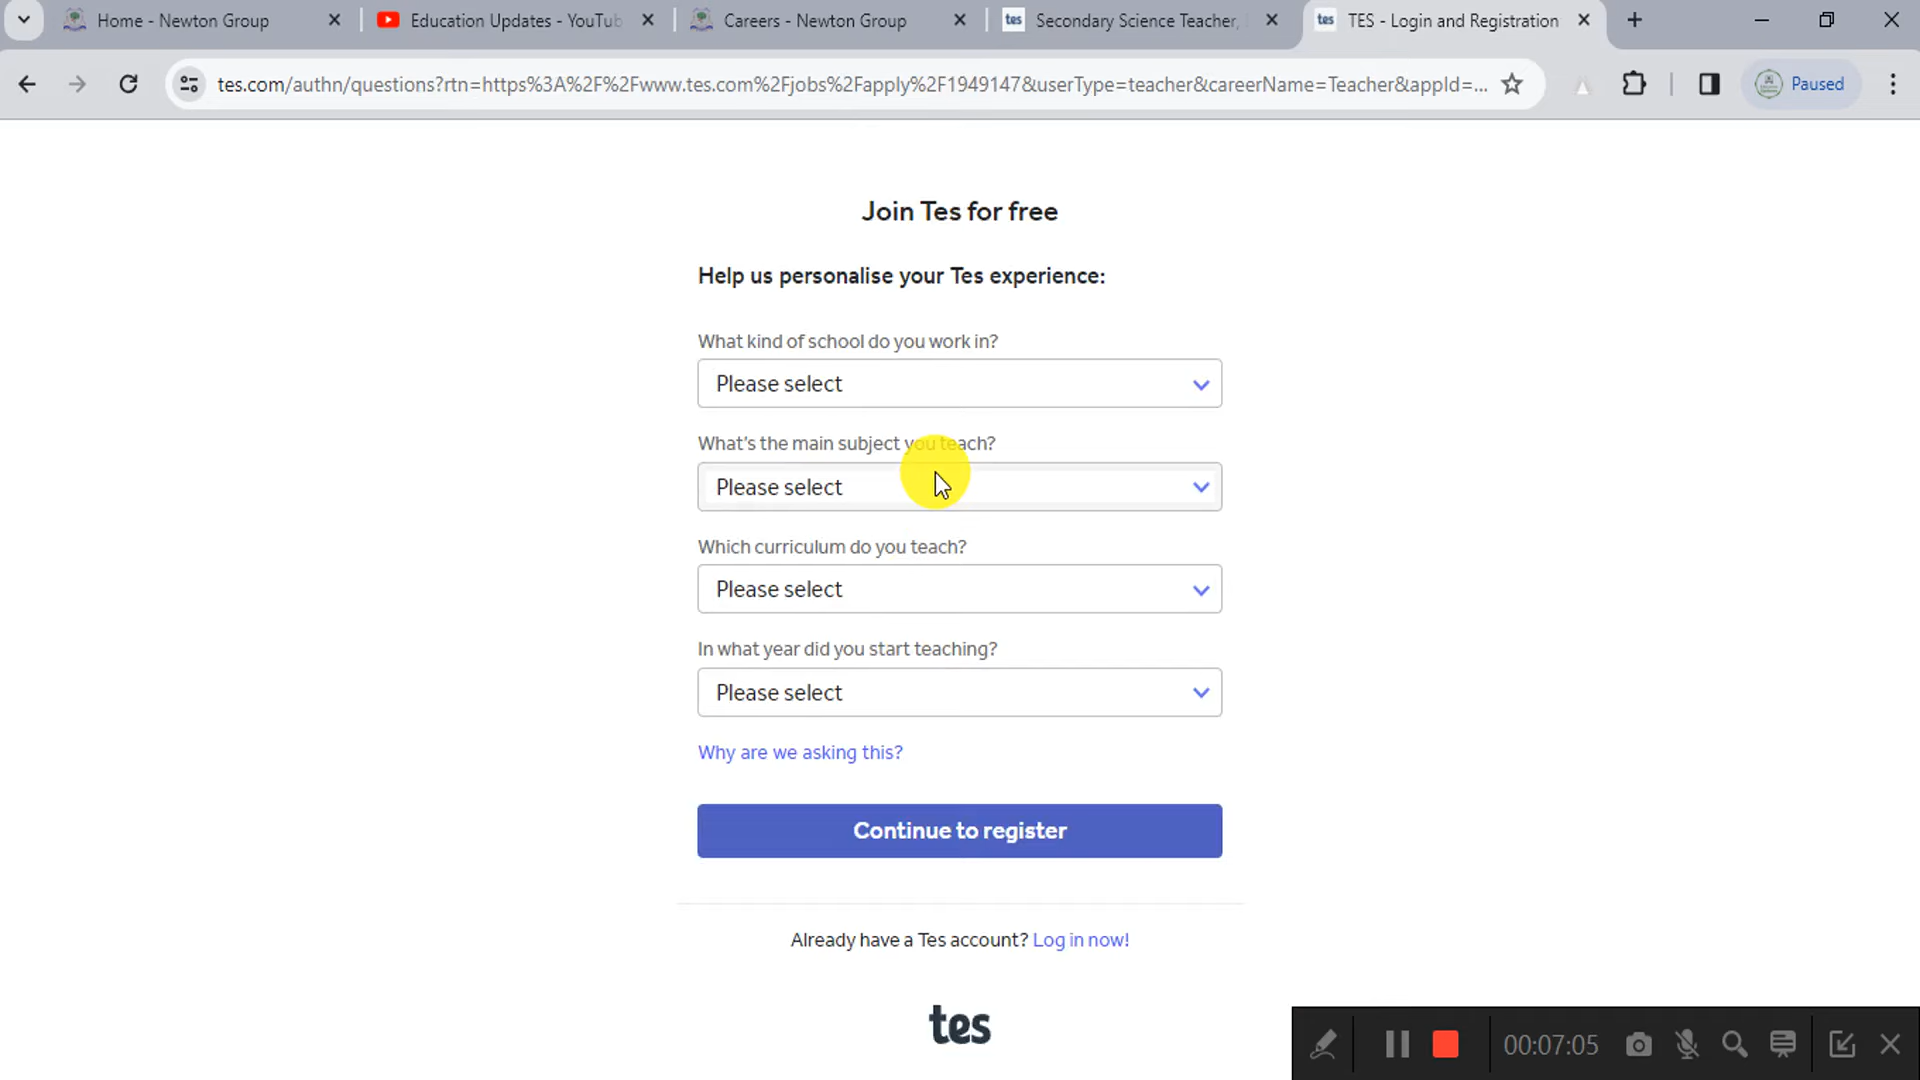 Home - Newton Group
Education Updates - YouTub
Careers - Newton Group
tes
Secondary Science Teacher,
tes
TES - Login and Registration
tes.com/authn/questions?rtn=https%3A%2F%2Fwww.tes.com%2Fjobs%2Fapply%2F1949147&userType=teacher&careerName=Teacher&appId=...
Paused
Join Tes for free
Help us personalise your Tes experience:
What kind of school do you work in?
Please select
What's the main subject you teach?
Please select
Which curriculum do you teach?
Please select
In what year did you start teaching?
Please select
Why are we asking this?
Continue to register
Already have a Tes account? Log in now!
tes
00:07:05